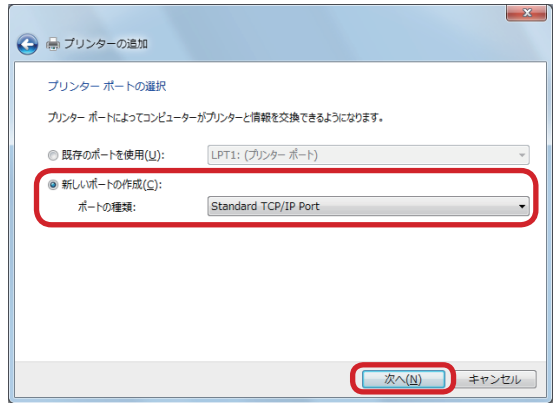 プリンターの追加
プリンター ポートの選択
プリンター ポートによってコンピューターがプリンターと情報を交換できるようになります。
既存のポートを使用(U): LPT1: (プリンター ポート)
新しいポートの作成(C):
ポートの種類: Standard TCP/IP Port
次へ(N) キャンセル